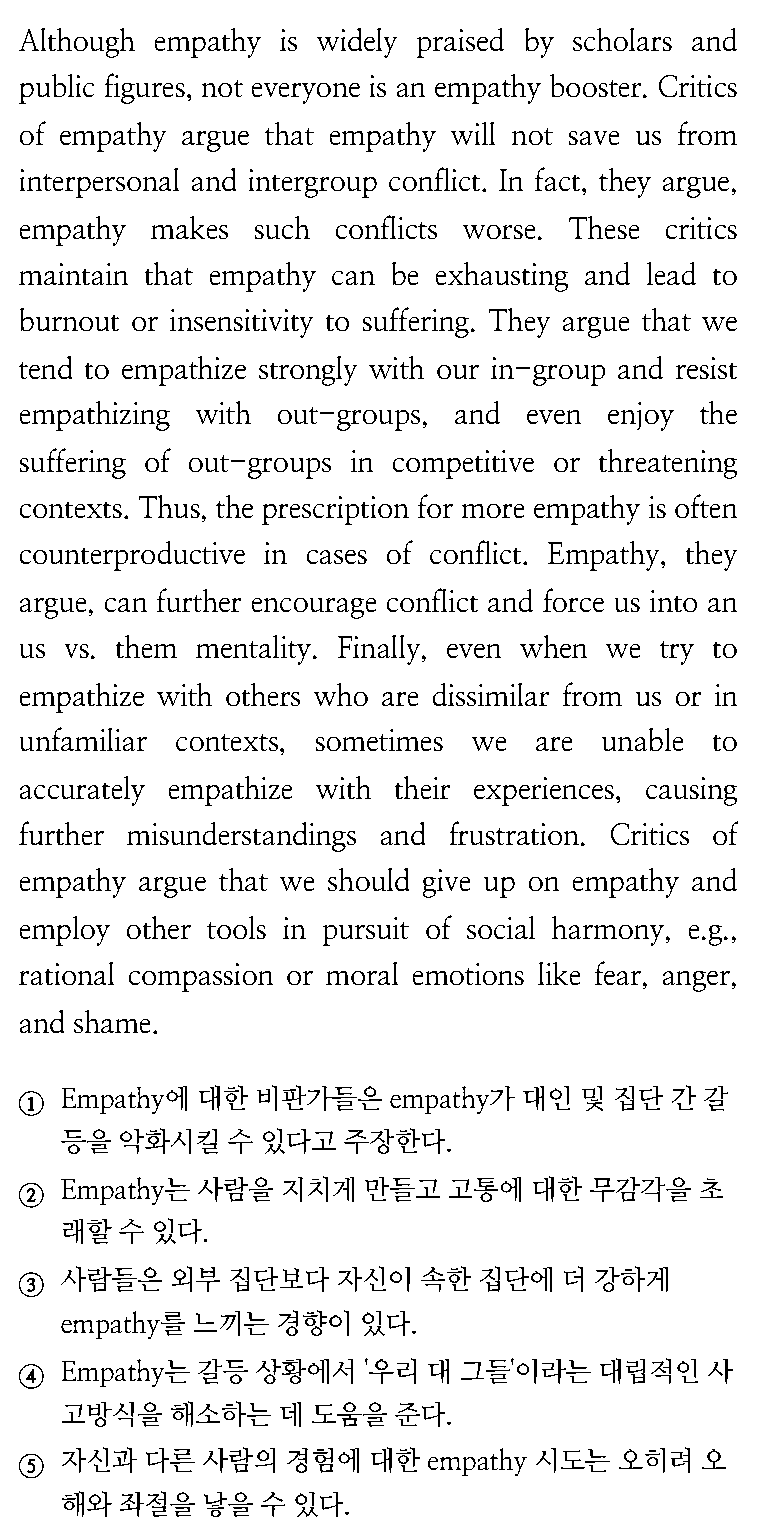 Although empathy is widely praised by scholars and
public figures, not everyone is an empathy booster. Critics
of empathy argue that empathy will not save us from
interpersonal and intergroup conflict. In fact, they argue,
empathy makes such conflicts worse. These critics
maintain that empathy can be exhausting and lead to
burnout or insensitivity to suffering. They argue that we
tend to empathize strongly with our in-group and resist
empathizing with out-groups, and even enjoy the
suffering of out-groups in competitive or threatening
contexts. Thus, the prescription for more empathy is often
counterproductive in cases of conflict. Empathy, they
argue, can further encourage conflict and force us into an
us vs. them mentality. Finally, even when we try to
empathize with others who are dissimilar from us or in
unfamiliar contexts, sometimes we are unable to
accurately empathize with their experiences, causing
further misunderstandings and frustration. Critics of
empathy argue that we should give up on empathy and
employ other tools in pursuit of social harmony, e.g.,
rational compassion or moral emotions like fear, anger,
and shame.
① Empathy에 대한 비판가들은 empathy가 대인 및 집단 간 갈
등을 악화시킬 수 있다고 주장한다.
② Empathy는 사람을 지치게 만들고 고통에 대한 무감각을 초
래할 수 있다.
③ 사람들은 외부 집단보다 자신이 속한 집단에 더 강하게
empathy를 느끼는 경향이 있다.
④ Empathy는 갈등 상황에서 '우리 대 그들'이라는 대립적인 사
고방식을 해소하는 데 도움을 준다.
⑤ 자신과 다른 사람의 경험에 대한 empathy 시도는 오히려 오
해와 좌절을 낳을 수 있다.